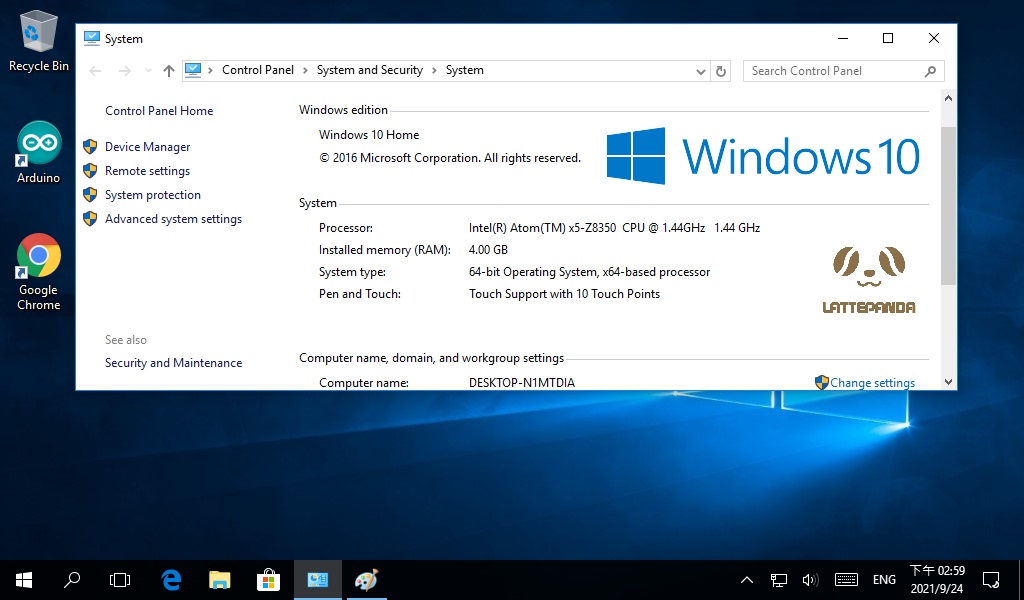 Recycle Bin
Arduino
Google
Chrome
System
Control Panel > System and Security > System
Search Control Panel
Control Panel Home
Device Manager
Remote settings
System protection
Advanced system settings
See also
Security and Maintenance
Windows edition
Windows 10 Home
© 2016 Microsoft Corporation. All rights reserved.
Windows 10
System
Processor: Intel(R) Atom(TM) x5-Z8350 CPU @ 1.44GHz 1.44 GHz
Installed memory (RAM): 4.00 GB
System type: 64-bit Operating System, x64-based processor
Pen and Touch: Touch Support with 10 Touch Points
LATTEPANDA
Computer name, domain, and workgroup settings
Computer name: DESKTOP-N1MTDIA
Change settings
ENG
下午 02:59
2021/9/24